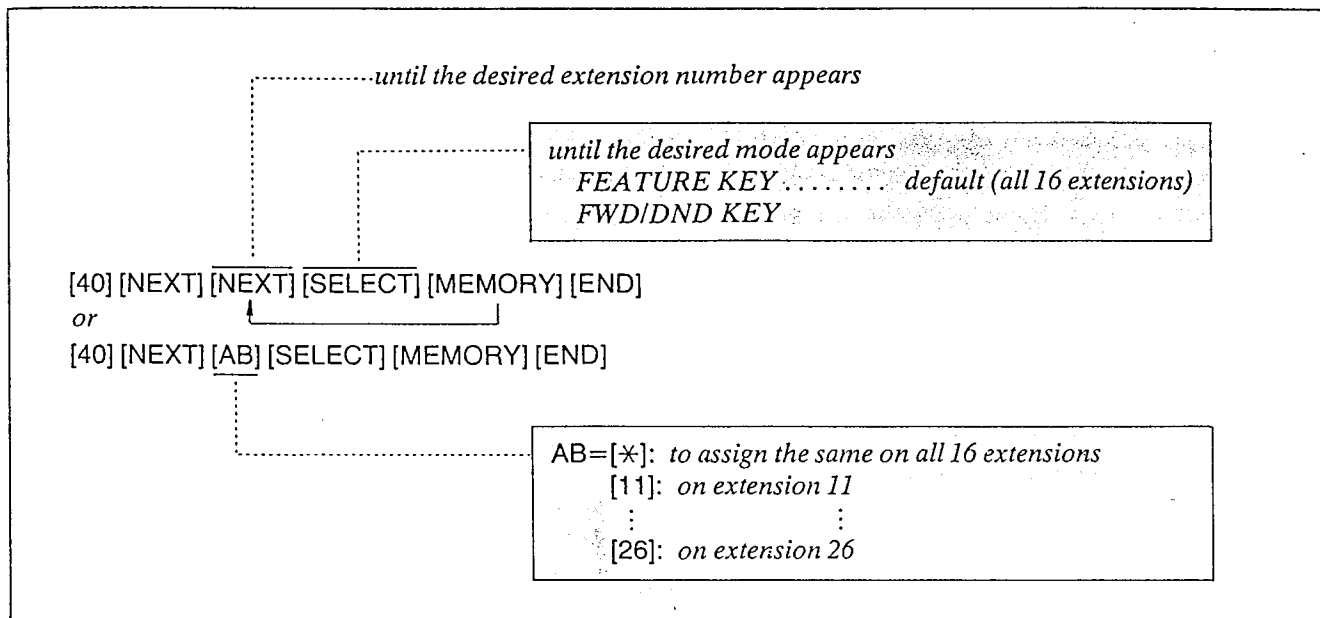 until the desired extension number appears
until the desired mode appears
FEATURE KEY ........ default (all 16 extensions)
FWD/DND KEY
[40] [NEXT] [NEXT] [SELECT] [MEMORY] [END]
or
[40] [NEXT] [AB] [SELECT] [MEMORY] [END]
AB=[*]: to assign the same on all 16 extensions
[11]: on extension 11
⋮ ⋮
[26]: on extension 26